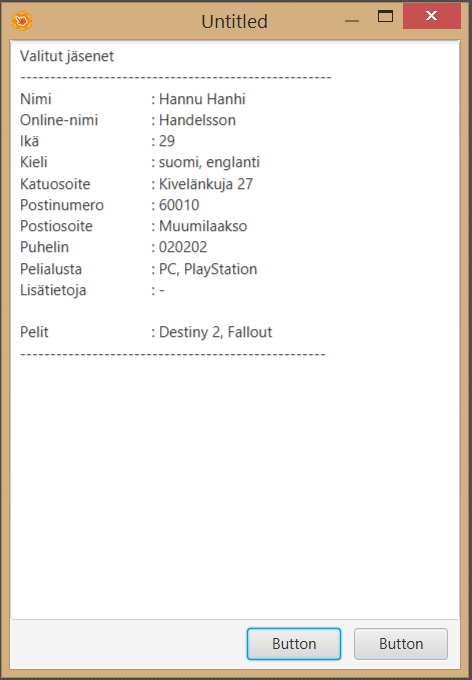 Untitled
Valitut jäsenet
----------------------------------------------------
Nimi : Hannu Hanhi
Online-nimi : Handelsson
Ikä : 29
Kieli : suomi, englanti
Katuosoite : Kivelänkuja 27
Postinumero : 60010
Postiosoite : Muumilaakso
Puhelin : 020202
Pelialusta : PC, PlayStation
Lisätietoja : -
Pelit : Destiny 2, Fallout
---------------------------------------------------
Button Button